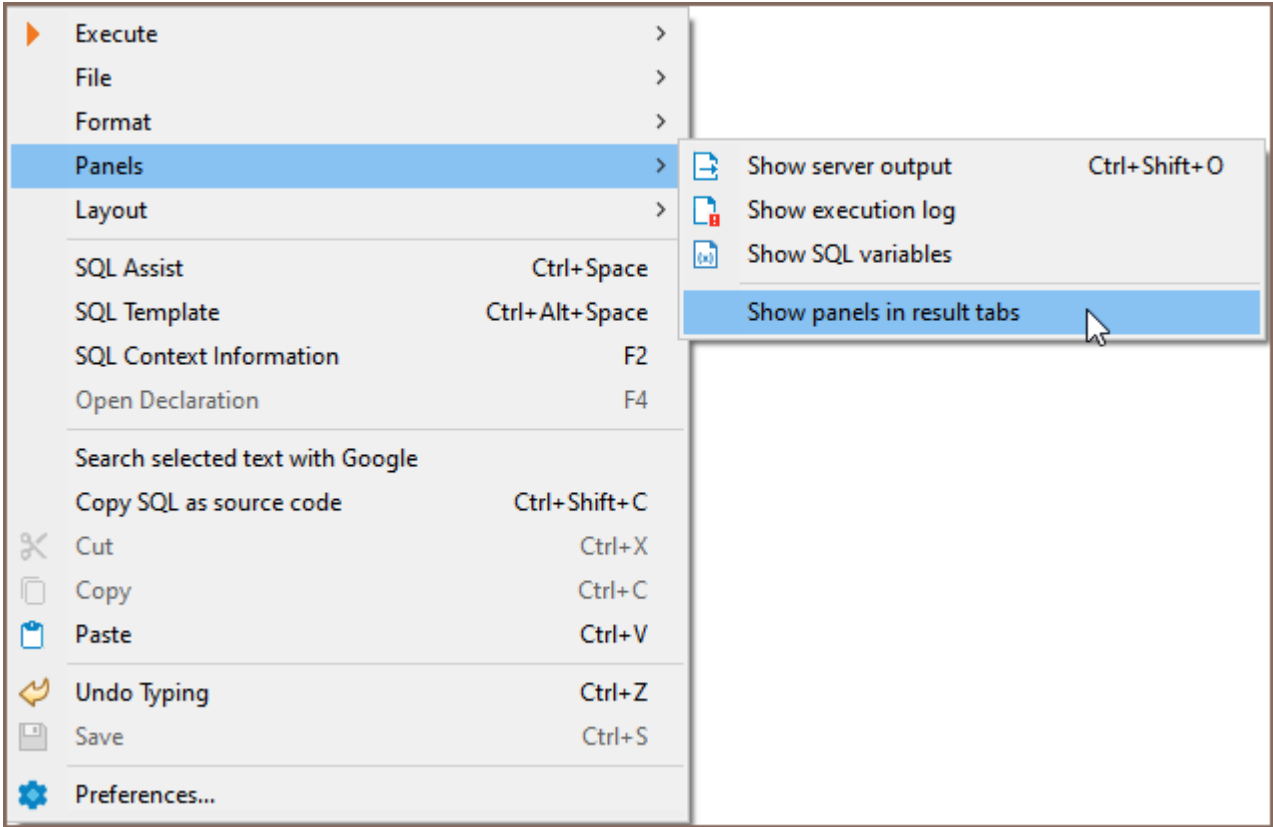 Execute
File
Format
Panels
Layout
SQL Assist Ctrl+Space
SQL Template Ctrl+Alt+Space
SQL Context Information F2
Open Declaration F4
Search selected text with Google
Copy SQL as source code Ctrl+Shift+C
Cut Ctrl+X
Copy Ctrl+C
Paste Ctrl+V
Undo Typing Ctrl+Z
Save Ctrl+S
Preferences...
Show server output Ctrl+Shift+O
Show execution log
(x) Show SQL variables
Show panels in result tabs